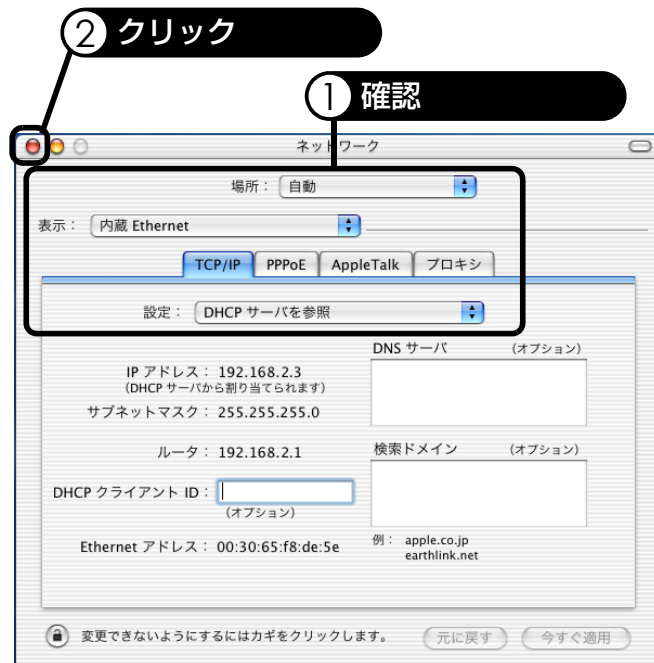 ② クリック
① 確認
ネットワーク
場所： 自動
表示： 内蔵 Ethernet
TCP/IP PPPoE AppleTalk プロキシ
設定： DHCP サーバを参照
DNS サーバ （オプション）
IP アドレス： 192.168.2.3
（DHCP サーバから割り当てられます）
サブネットマスク： 255.255.255.0
ルータ： 192.168.2.1
検索ドメイン （オプション）
DHCP クライアント ID：
（オプション）
Ethernet アドレス： 00:30:65:f8:de:5e
例： apple.co.jp
earthlink.net
変更できないようにするにはカギをクリックします。 元に戻す 今すぐ適用